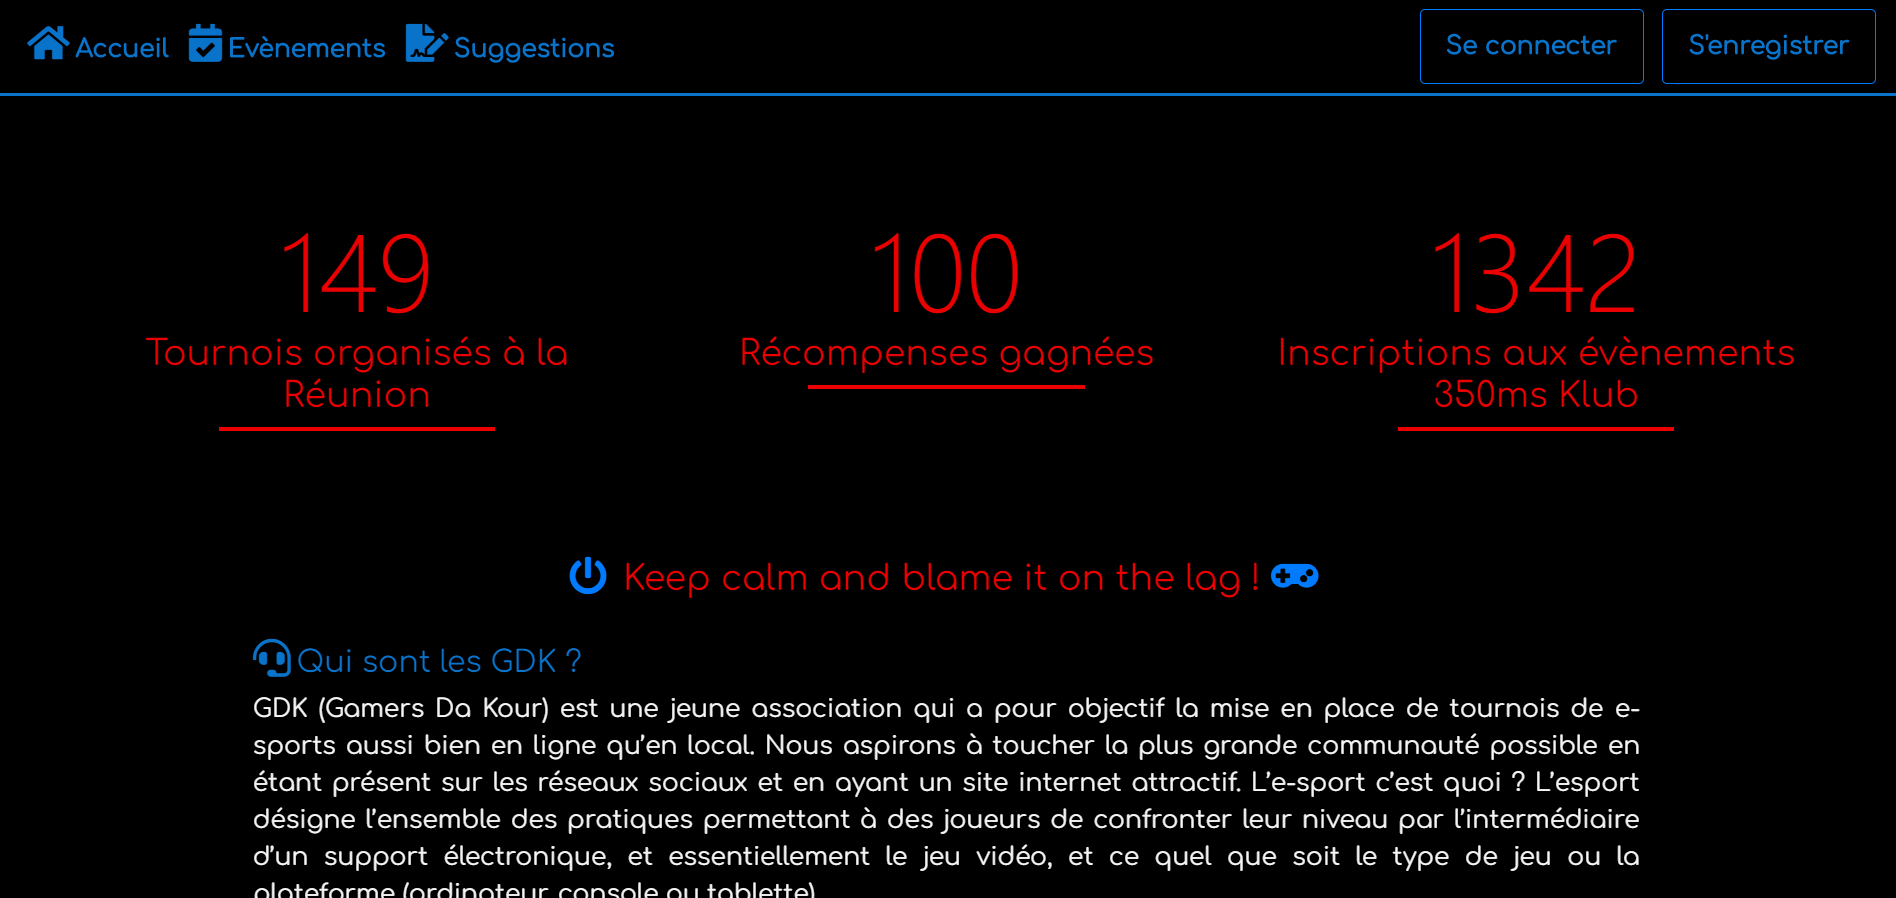 Accueil Evènements Suggestions Se connecter S'enregistrer
149 100 1342
Tournois organisés à la Réunion
Récompenses gagnées
Inscriptions aux évènements 350ms Klub
Keep calm and blame it on the lag !
Qui sont les GDK ?
GDK (Gamers Da Kour) est une jeune association qui a pour objectif la mise en place de tournois de e-
sports aussi bien en ligne qu’en local. Nous aspirons à toucher la plus grande communauté possible en
étant présent sur les réseaux sociaux et en ayant un site internet attractif. L’e-sport c’est quoi ? L’esport
désigne l’ensemble des pratiques permettant à des joueurs de confronter leur niveau par l’intermédiaire
d’un support électronique, et essentiellement le jeu vidéo, et ce quel que soit le type de jeu ou la
plateforme (ordinateur, console ou tablette)